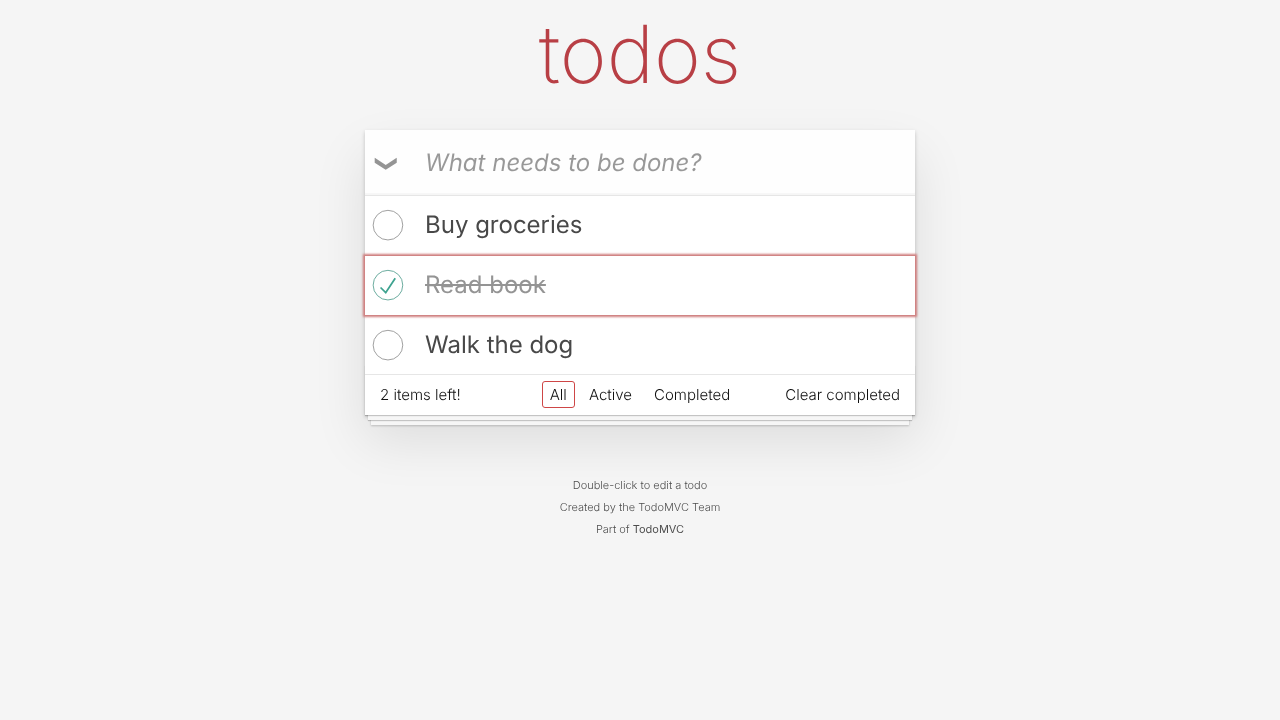 todos
What needs to be done?
Buy groceries
Read book
Walk the dog
2 items left! All Active Completed Clear completed
Double-click to edit a todo
Created by the TodoMVC Team
Part of TodoMVC